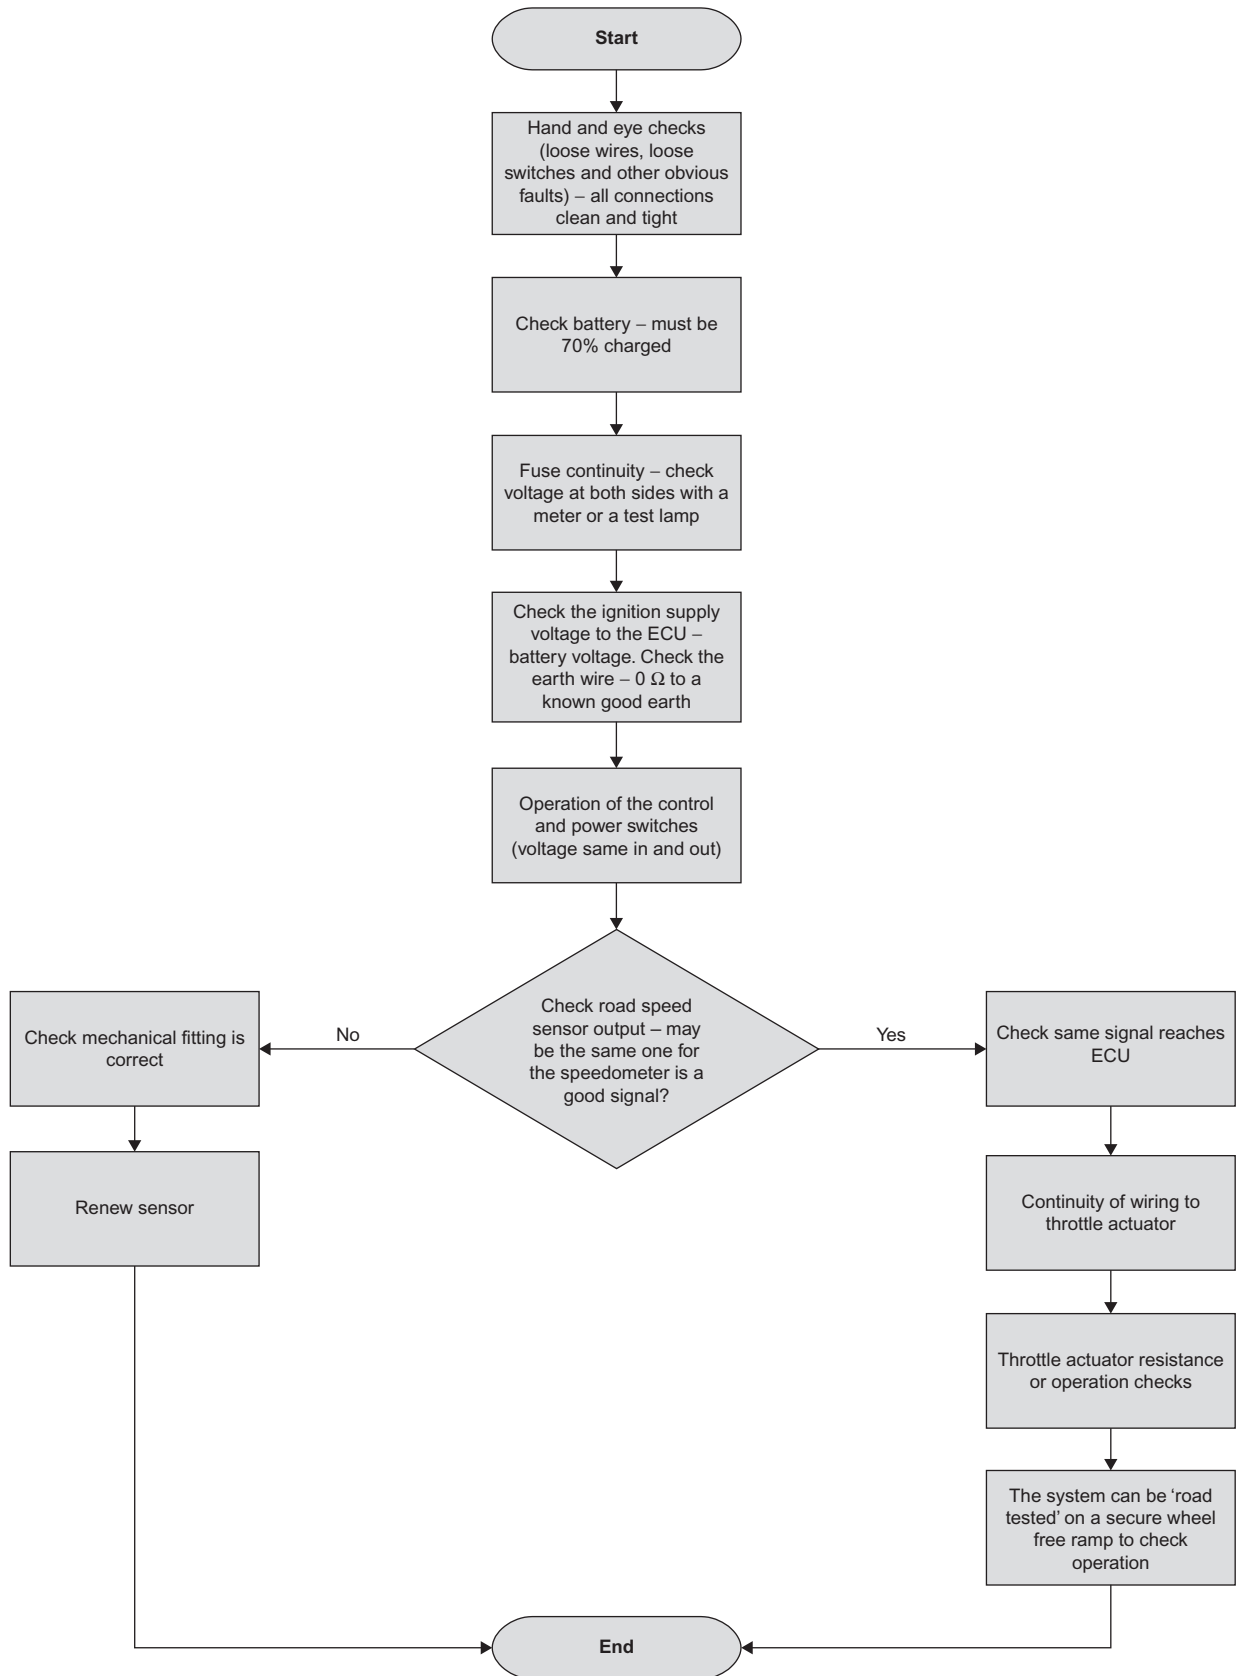 Start
Hand and eye checks
(loose wires, loose
switches and other obvious
faults) – all connections
clean and tight
Check battery – must be
70% charged
Fuse continuity – check
voltage at both sides with a
meter or a test lamp
Check the ignition supply
voltage to the ECU –
battery voltage. Check the
earth wire – 0 Ω to a
known good earth
Operation of the control
and power switches
(voltage same in and out)
Check road speed
sensor output – may
be the same one for
the speedometer is a
good signal?
No
Check mechanical fitting is
correct
Renew sensor
Yes
Check same signal reaches
ECU
Continuity of wiring to
throttle actuator
Throttle actuator resistance
or operation checks
The system can be ‘road
tested’ on a secure wheel
free ramp to check
operation
End